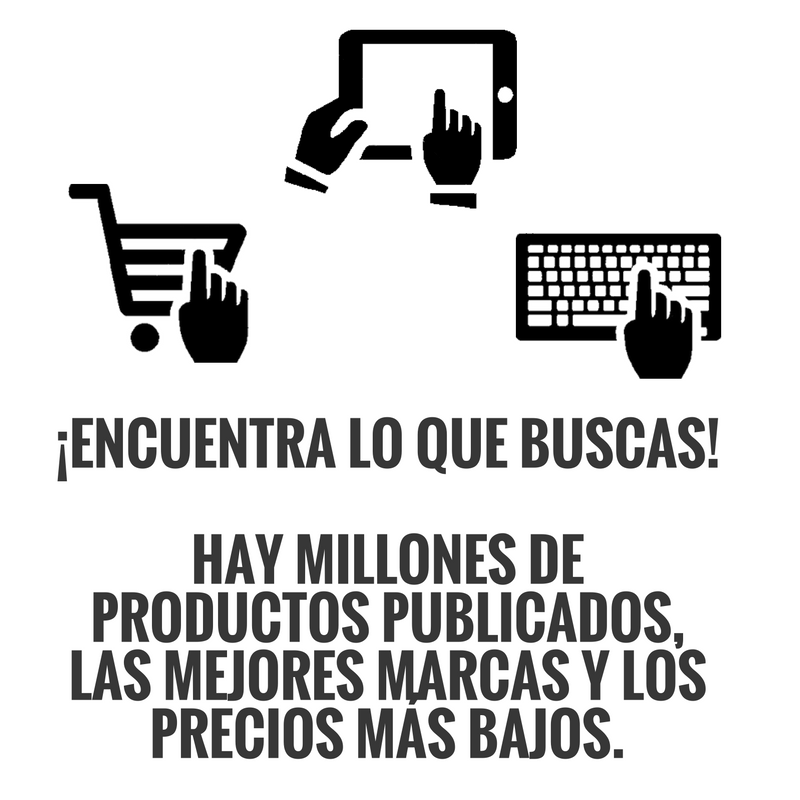 ¡ENCUENTRA LO QUE BUSCAS!
HAY MILLONES DE
PRODUCTOS PUBLICADOS,
LAS MEJORES MARCAS Y LOS
PRECIOS MÁS BAJOS.